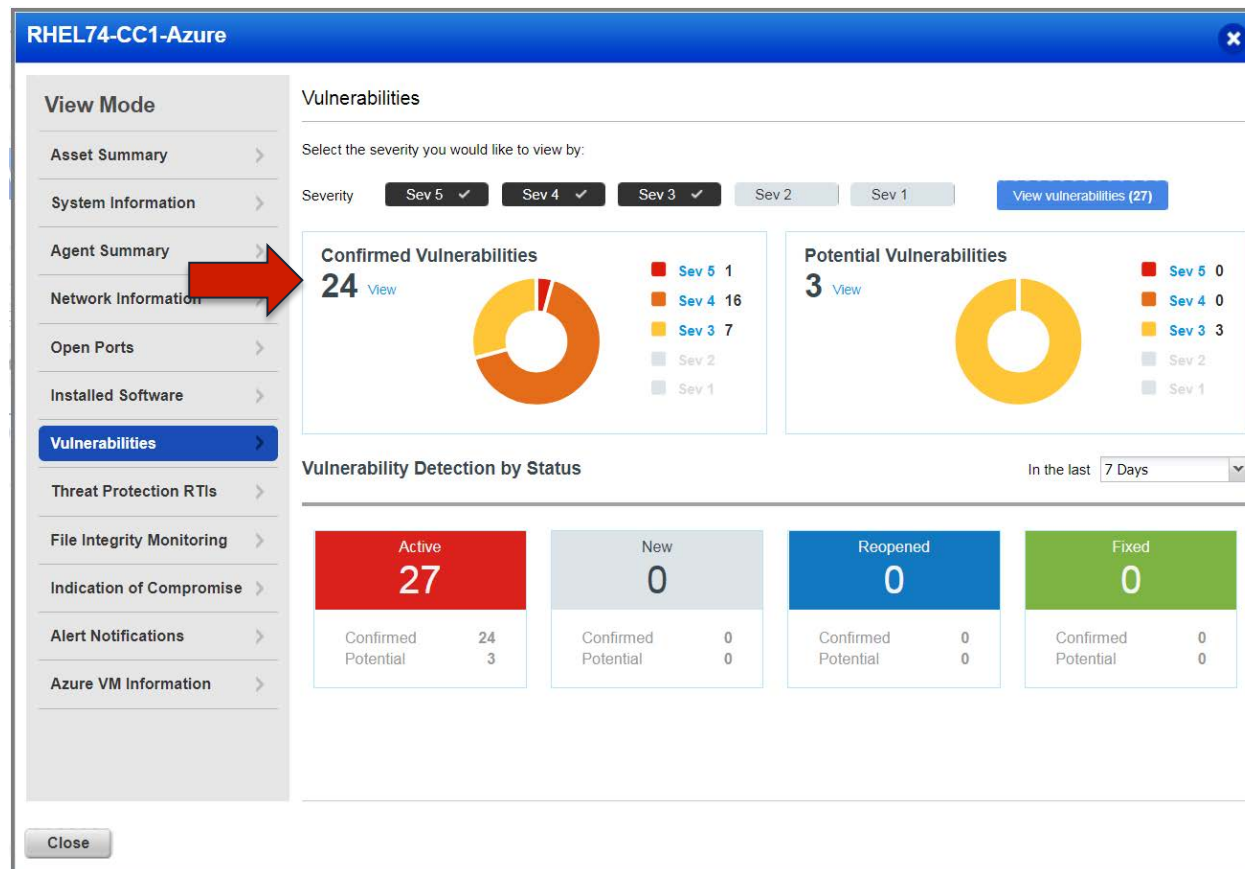 RHEL74-CC1-Azure
View Mode
Asset Summary
System Information
Agent Summary
Network Information
Open Ports
Installed Software
Vulnerabilities
Threat Protection RTIs
File Integrity Monitoring
Indication of Compromise
Alert Notifications
Azure VM Information
Vulnerabilities
Select the severity you would like to view by:
Severity Sev 5 Sev 4 Sev 3 Sev 2 Sev 1 View vulnerabilities (27)
Confirmed Vulnerabilities
24 View
Sev 5 1
Sev 4 16
Sev 3 7
Sev 2
Sev 1
Potential Vulnerabilities
3 View
Sev 5 0
Sev 4 0
Sev 3 3
Sev 2
Sev 1
Vulnerability Detection by Status In the last 7 Days
Active
27
Confirmed 24
Potential 3
New
0
Confirmed 0
Potential 0
Reopened
0
Confirmed 0
Potential 0
Fixed
0
Confirmed 0
Potential 0
Close